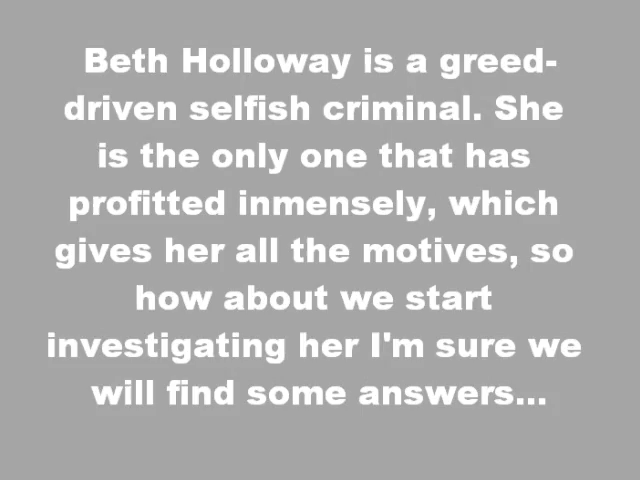 Beth Holloway is a greed-
driven selfish criminal. She
is the only one that has
profitted inmensely, which
gives her all the motives, so
how about we start
investigating her I'm sure we
will find some answers...